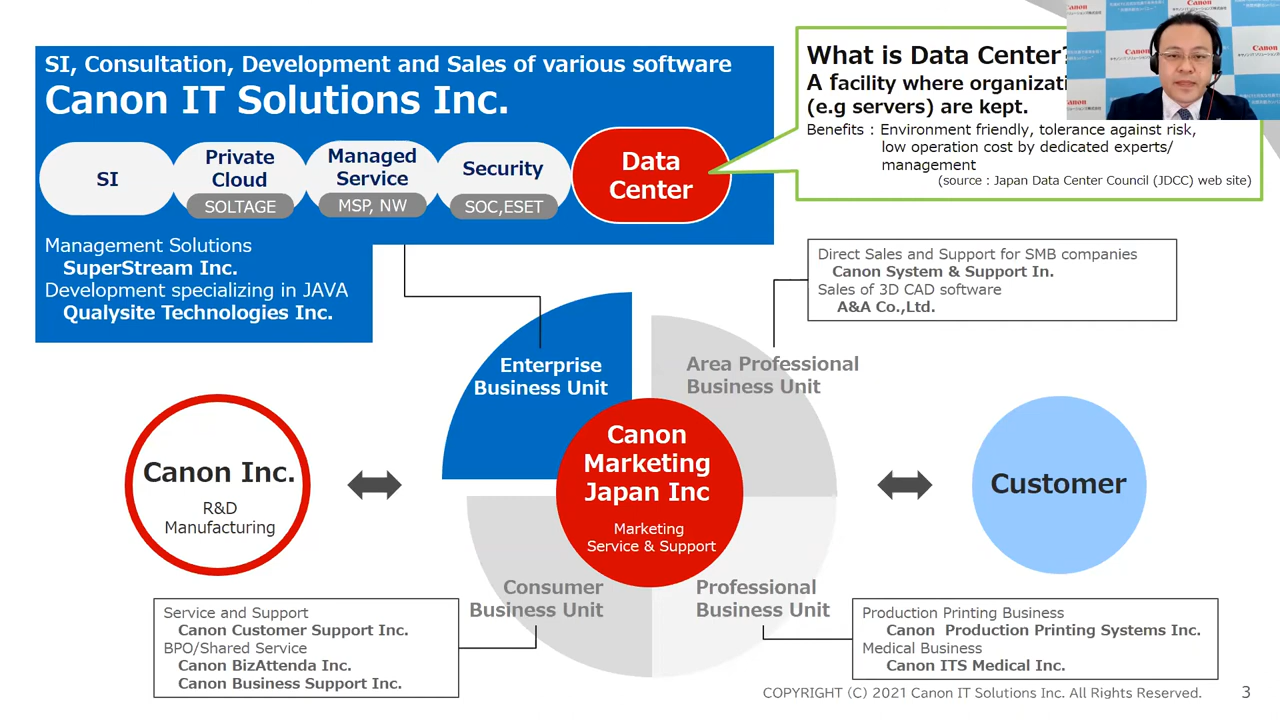 SI, Consultation, Development and Sales of various software
Canon IT Solutions Inc.
SI
Private
Cloud
SOLTAGE
Managed
Service
MSP, NW
Security
SOC,ESET
Data
Center
What is Data Center?
A facility where organizati
(e.g servers) are kept.
Benefits : Environment friendly, tolerance against risk,
low operation cost by dedicated experts/
management
(source : Japan Data Center Council (JDCC) web site)
Canon
Canon
Canon
Canon
Management Solutions
SuperStream Inc.
Development specializing in JAVA
Qualysite Technologies Inc.
Direct Sales and Support for SMB companies
Canon System & Support In.
Sales of 3D CAD software
A&A Co.,Ltd.
Enterprise
Business Unit
Area Professional
Business Unit
Canon Inc.
R&D
Manufacturing
Canon
Marketing
Japan Inc
Marketing
Service & Support
Customer
Consumer
Business Unit
Professional
Business Unit
Service and Support
Canon Customer Support Inc.
BPO/Shared Service
Canon BizAttenda Inc.
Canon Business Support Inc.
Production Printing Business
Canon  Production Printing Systems Inc.
Medical Business
Canon ITS Medical Inc.
COPYRIGHT (C) 2021 Canon IT Solutions Inc. All Rights Reserved.
3